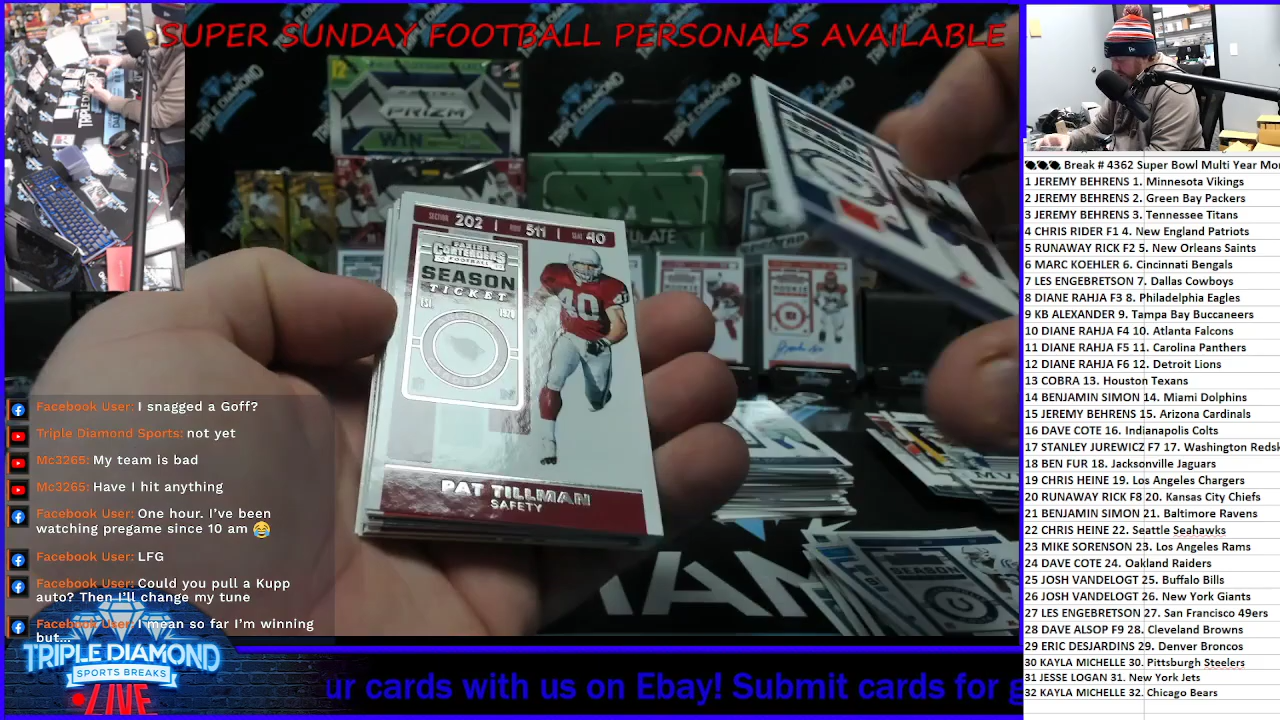 SUPER SUNDAY FOOTBALL PERSONALS AVAILABLE
PRIZM
WIN
SECTION 202 | ROW 511 | SEAT 40
PANINI
CONTENDERS
FOOTBALL
SEASON
TICKET
40
PAT TILLMAN
SAFETY
SEASON
SEASON
Facebook User: I snagged a Goff?
Triple Diamond Sports: not yet
Mc3265: My team is bad
Mc3265: Have I hit anything
Facebook User: One hour. I've been
watching pregame since 10 am 😂
Facebook User: LFG
Facebook User: Could you pull a Kupp
auto? Then I'll change my tune
Facebook User: I mean so far I'm winning
but...
TRIPLE DIAMOND
SPORTS BREAKS
LIVE
ur cards with us on Ebay! Submit cards for g
Break # 4362 Super Bowl Multi Year Mo
1 JEREMY BEHRENS 1. Minnesota Vikings
2 JEREMY BEHRENS 2. Green Bay Packers
3 JEREMY BEHRENS 3. Tennesee Titans
4 CHRIS RIDER F1 4. New England Patriots
5 RUNAWAY RICK F2 5. New Orleans Saints
6 MARC KOEHLER 6. Cincinnati Bengals
7 LES ENGEBRETSON 7. Dallas Cowboys
8 DIANE RAHJA F3 8. Philadelphia Eagles
9 KB ALEXANDER 9. Tampa Bay Buccaneers
10 DIANE RAHJA F4 10. Atlanta Falcons
11 DIANE RAHJA F5 11. Carolina Panthers
12 DIANE RAHJA F6 12. Detroit Lions
13 COBRA 13. Houston Texans
14 BENJAMIN SIMON 14. Miami Dolphins
15 JEREMY BEHRENS 15. Arizona Cardinals
16 DAVE COTE 16. Indianapolis Colts
17 STANLEY JUREWICZ F7 17. Washington Redsk
18 BEN FUR 18. Jacksonville Jaguars
19 CHRIS HEINE 19. Los Angeles Chargers
20 RUNAWAY RICK F8 20. Kansas City Chiefs
21 BENJAMIN SIMON 21. Baltimore Ravens
22 CHRIS HEINE 22. Seattle Seahawks
23 MIKE SORENSON 23. Los Angeles Rams
24 DAVE COTE 24. Oakland Raiders
25 JOSH VANDELOGT 25. Buffalo Bills
26 JOSH VANDELOGT 26. New York Giants
27 LES ENGEBRETSON 27. San Francisco 49ers
28 DAVE ALSOP F9 28. Cleveland Browns
30 KAYLA MICHELLE 30. Pittsburgh Steelers
31 JESSE LOGAN 31. New York Jets
32 KAYLA MICHELLE 32. Chicago Bears